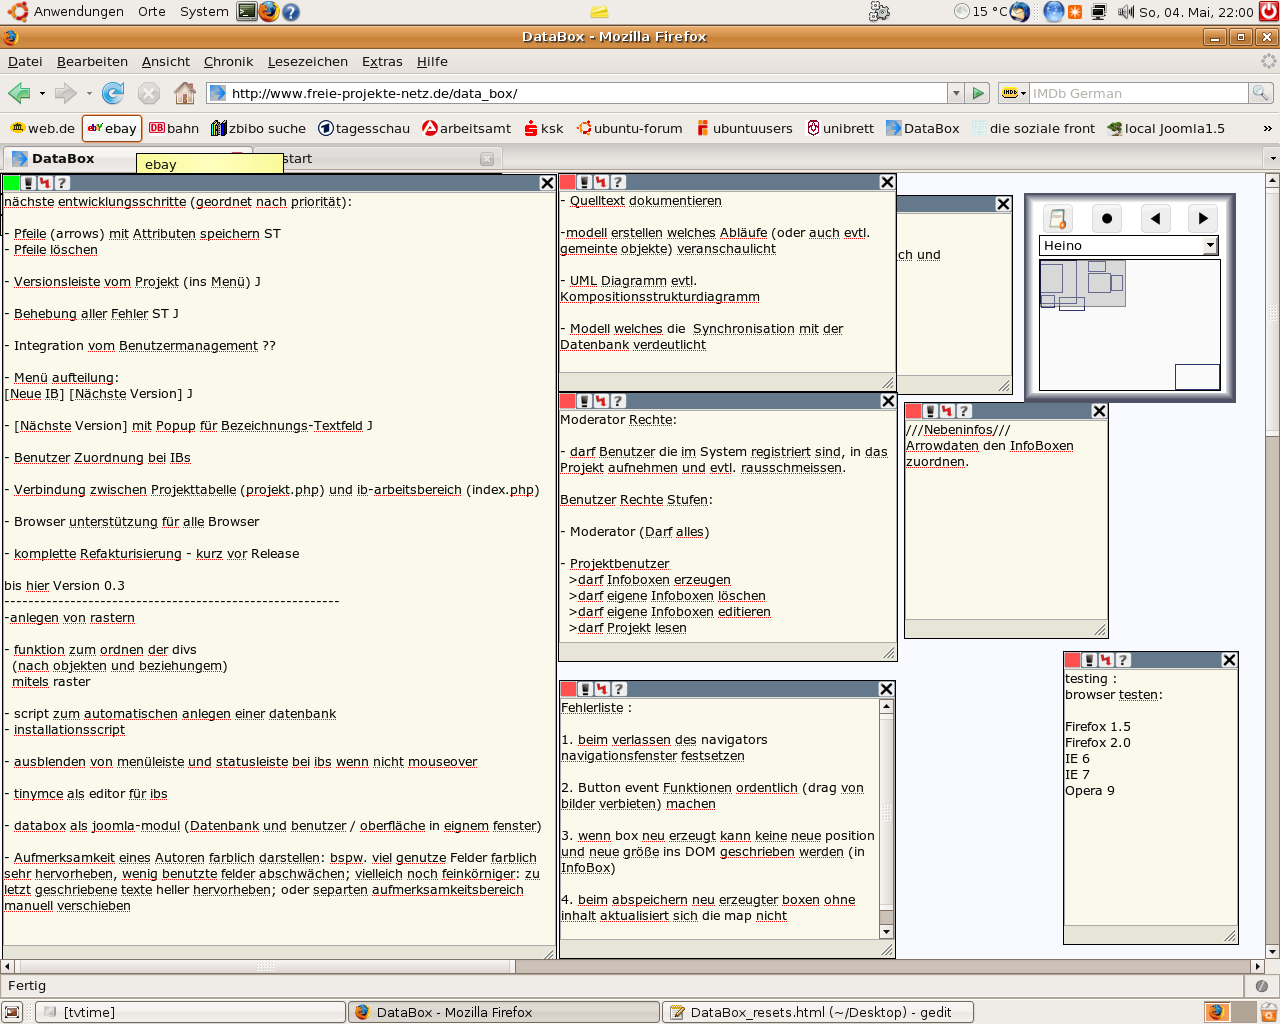 Anwendungen Orte System 15 °C So, 04. Mai, 22:00
DataBox - Mozilla Firefox
Datei Bearbeiten Ansicht Chronik Lesezeichen Extras Hilfe
http://www.freie-projekte-netz.de/data_box/ IMDb German
web.de ebay bahn zbibo suche tagesschau arbeitsamt ksk ubuntu-forum ubuntuusers unibrett DataBox die soziale front local Joomla1.5 »
DataBox start
ebay
nächste entwicklungsschritte (geordnet nach priorität):
- Pfeile (arrows) mit Attributen speichern ST
- Pfeile löschen
- Versionsleiste vom Projekt (ins Menü) J
- Behebung aller Fehler ST J
- Integration vom Benutzermanagement ??
- Menü aufteilung:
[Neue IB] [Nächste Version] J
- [Nächste Version] mit Popup für Bezeichnungs-Textfeld J
- Benutzer Zuordnung bei IBs
- Verbindung zwischen Projekttabelle (projekt.php) und ib-arbeitsbereich (index.php)
- Browser unterstützung für alle Browser
- komplette Refakturisierung - kurz vor Release
bis hier Version 0.3
--------------------------------------------------------
-anlegen von rastern
- funktion zum ordnen der divs
(nach objekten und beziehungem)
mitels raster
- script zum automatischen anlegen einer datenbank
- installationsscript
- ausblenden von menüleiste und statusleiste bei ibs wenn nicht mouseover
- tinymce als editor für ibs
- databox als joomla-modul (Datenbank und benutzer / oberfläche in eignem fenster)
- Aufmerksamkeit eines Autoren farblich darstellen: bspw. viel genutze Felder farblich
sehr hervorheben, wenig benutzte felder abschwächen; vielleich noch feinkörniger: zu
letzt geschriebene texte heller hervorheben; oder separten aufmerksamkeitsbereich
manuell verschieben
- Quelltext dokumentieren
-modell erstellen welches Abläufe (oder auch evtl.
gemeinte objekte) veranschaulicht
- UML Diagramm evtl.
Kompositionsstrukturdiagramm
- Modell welches die  Synchronisation mit der
Datenbank verdeutlicht
ch und
Heino
Moderator Rechte:
- darf Benutzer die im System registriert sind, in das
Projekt aufnehmen und evtl. rausschmeissen.
Benutzer Rechte Stufen:
- Moderator (Darf alles)
- Projektbenutzer
>darf Infoboxen erzeugen
>darf eigene Infoboxen löschen
>darf eigene Infoboxen editieren
>darf Projekt lesen
///Nebeninfos///
Arrowdaten den InfoBoxen
zuordnen.
Fehlerliste :
1. beim verlassen des navigators
navigationsfenster festsetzen
2. Button event Funktionen ordentlich (drag von
bilder verbieten) machen
3. wenn box neu erzeugt kann keine neue position
und neue größe ins DOM geschrieben werden (in
InfoBox)
4. beim abspeichern neu erzeugter boxen ohne
inhalt aktualisiert sich die map nicht
testing :
browser testen:
Firefox 1.5
Firefox 2.0
IE 6
IE 7
Opera 9
Fertig
[tvtime] DataBox - Mozilla Firefox DataBox_resets.html (~/Desktop) - gedit